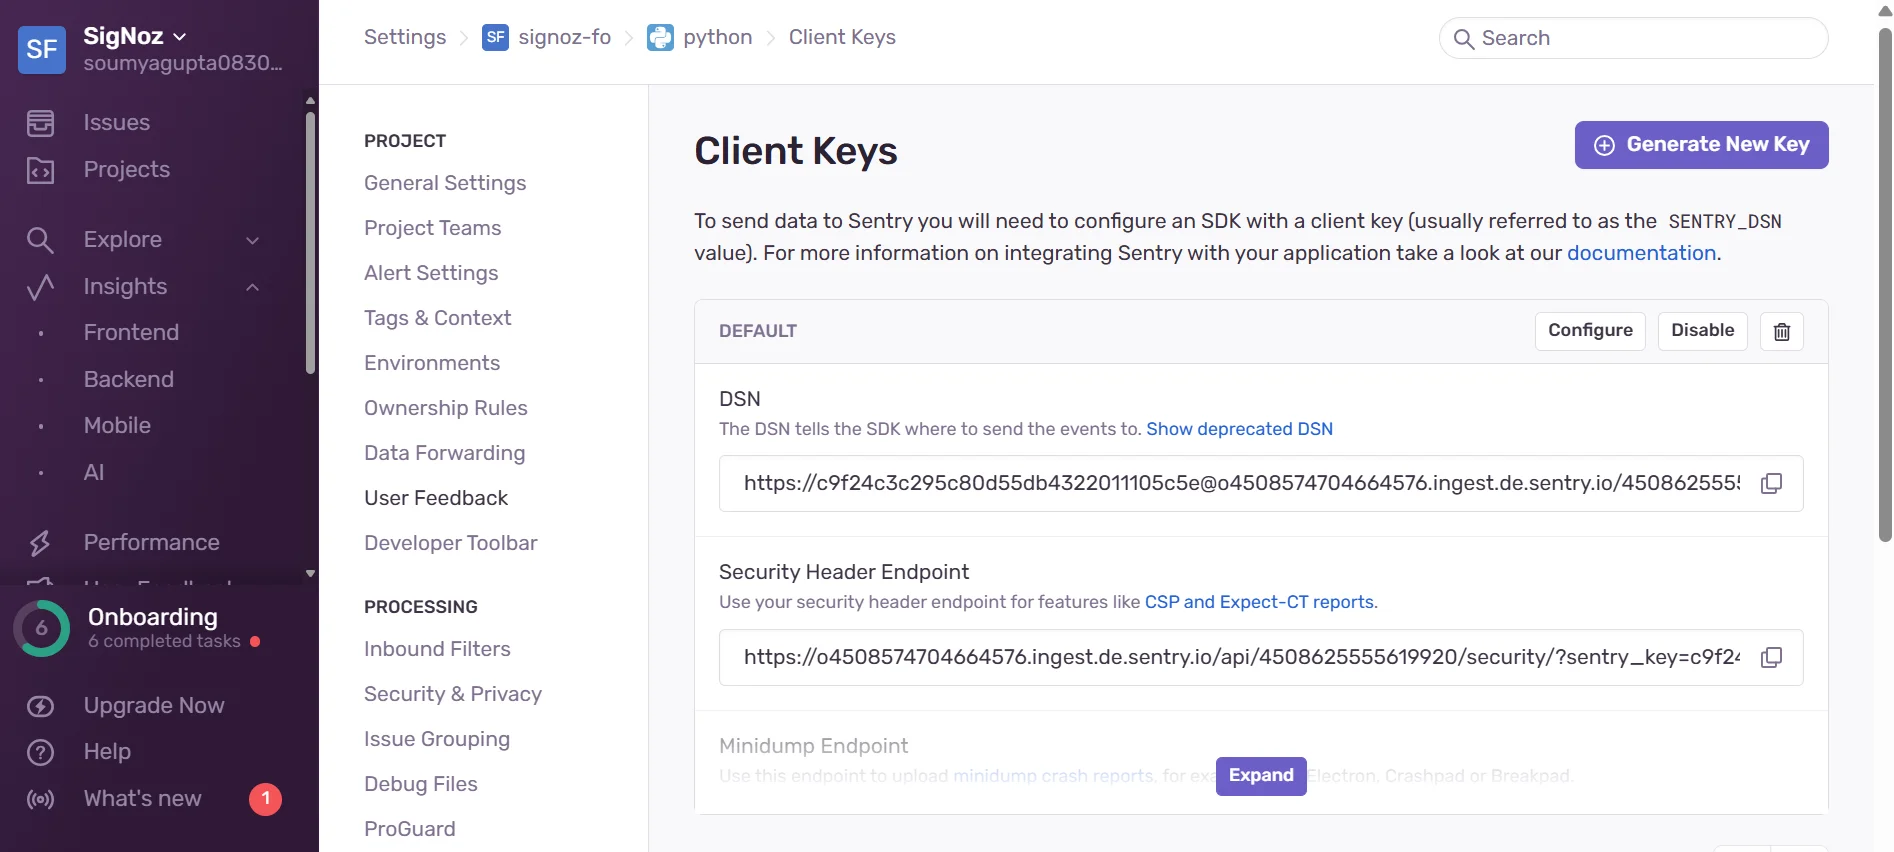 SF
SigNoz
soumyagupta0830...
Issues
Projects
Explore
Insights
Frontend
Backend
Mobile
AI
Performance
User Feedback
6
Onboarding
6 completed tasks
Upgrade Now
Help
What's new
1
Settings
SF
signoz-fo
python
Client Keys
Search
PROJECT
General Settings
Project Teams
Alert Settings
Tags & Context
Environments
Ownership Rules
Data Forwarding
User Feedback
Developer Toolbar
PROCESSING
Inbound Filters
Security & Privacy
Issue Grouping
Debug Files
ProGuard
Client Keys
Generate New Key
To send data to Sentry you will need to configure an SDK with a client key (usually referred to as the SENTRY_DSN
value). For more information on integrating Sentry with your application take a look at our documentation.
DEFAULT
Configure
Disable
DSN
The DSN tells the SDK where to send the events to. Show deprecated DSN
https://c9f24c3c295c80d55db4322011105c5e@o4508574704664576.ingest.de.sentry.io/450862555
Security Header Endpoint
Use your security header endpoint for features like CSP and Expect-CT reports.
https://o4508574704664576.ingest.de.sentry.io/api/4508625555619920/security/?sentry_key=c9f24
Minidump Endpoint
Use this endpoint to upload minidump crash reports, for exa
Expand
Electron, Crashpad or Breakpad.